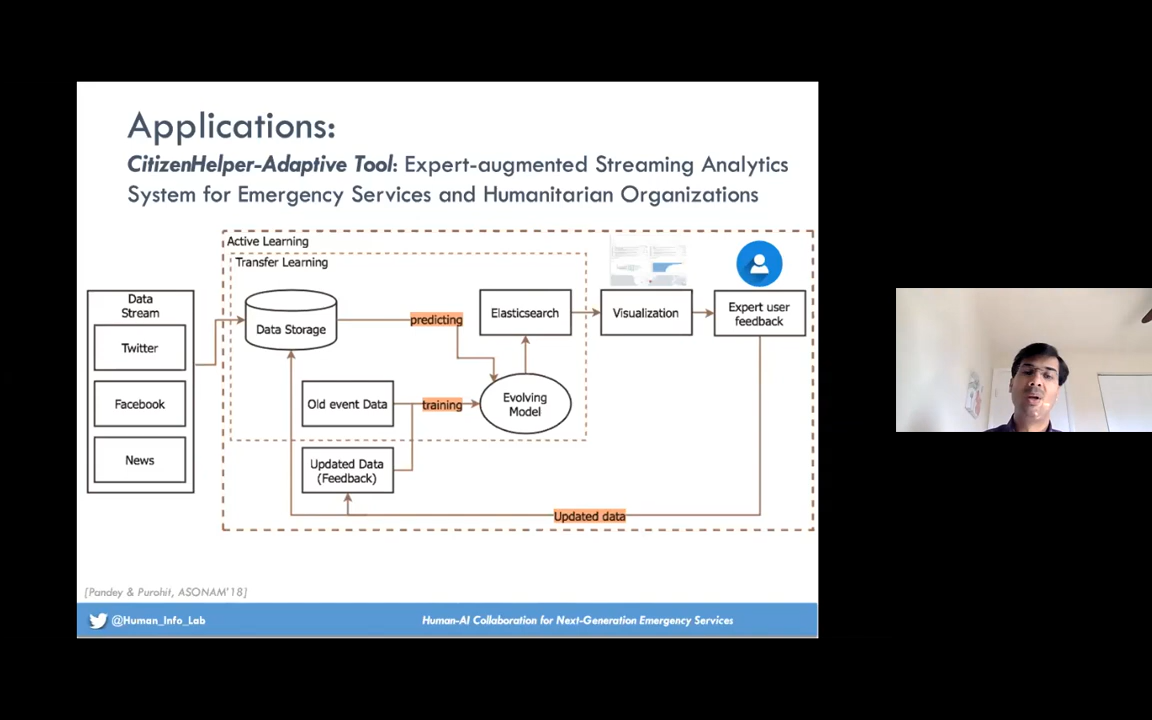 Applications:
CitizenHelper-Adaptive Tool: Expert-augmented Streaming Analytics
System for Emergency Services and Humanitarian Organizations
Active Learning
Transfer Learning
Data
Stream
Twitter
Facebook
News
Data Storage
predicting
Elasticsearch
Visualization
Expert user
feedback
Old event Data
training
Evolving
Model
Updated Data
(Feedback)
Updated data
[Pandey & Purohit, ASONAM'18]
@Human_Info_Lab
Human-AI Collaboration for Next-Generation Emergency Services